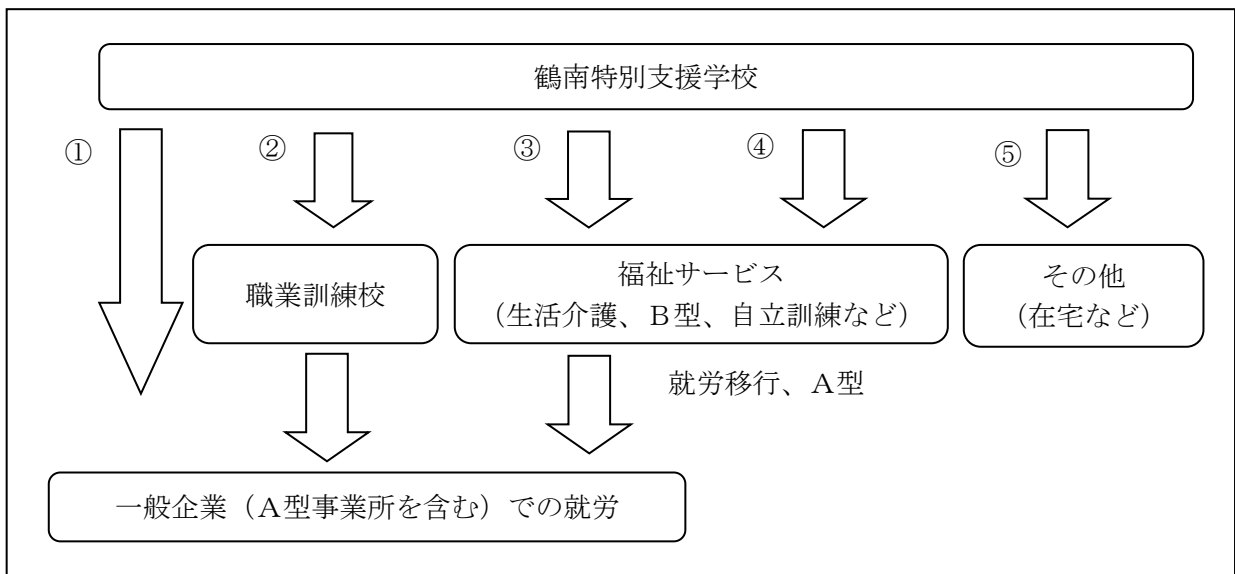 鶴南特別支援学校
①
②
③
④
⑤
職業訓練校
福祉サービス
（生活介護、Ｂ型、自立訓練など）
その他
（在宅など）
就労移行、Ａ型
一般企業（Ａ型事業所を含む）での就労